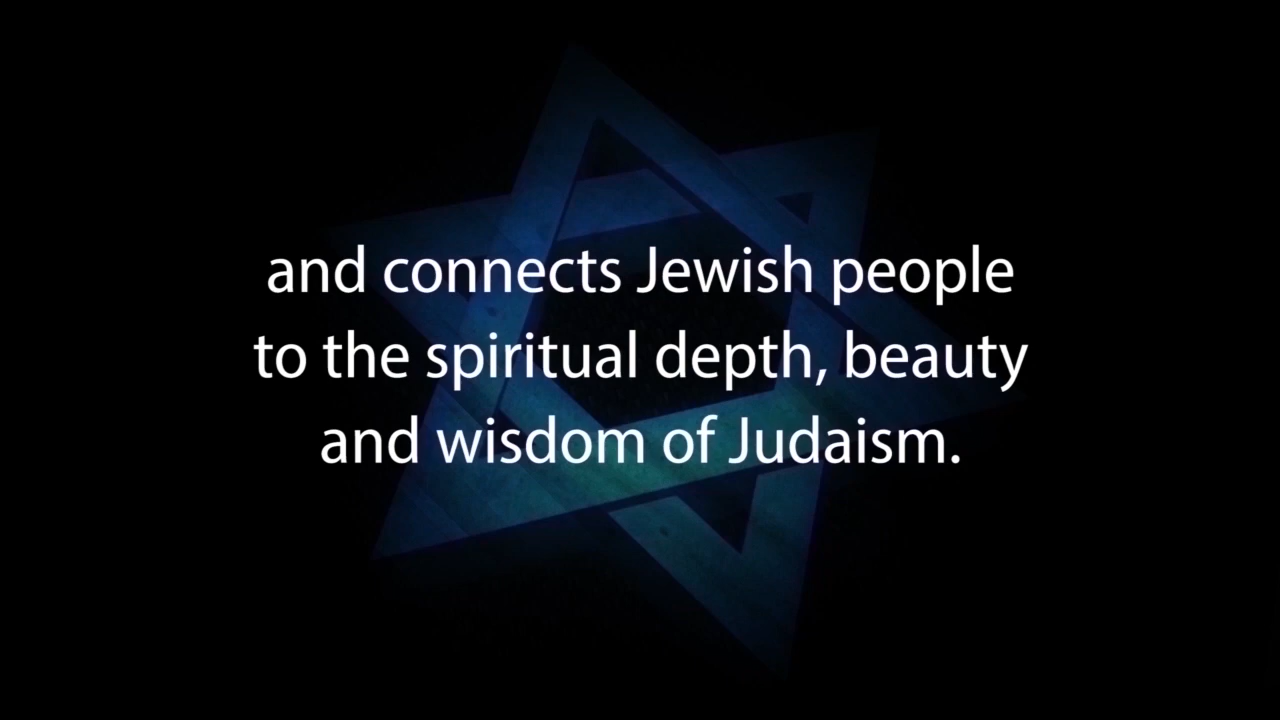 and connects Jewish people
to the spiritual depth, beauty
and wisdom of Judaism.